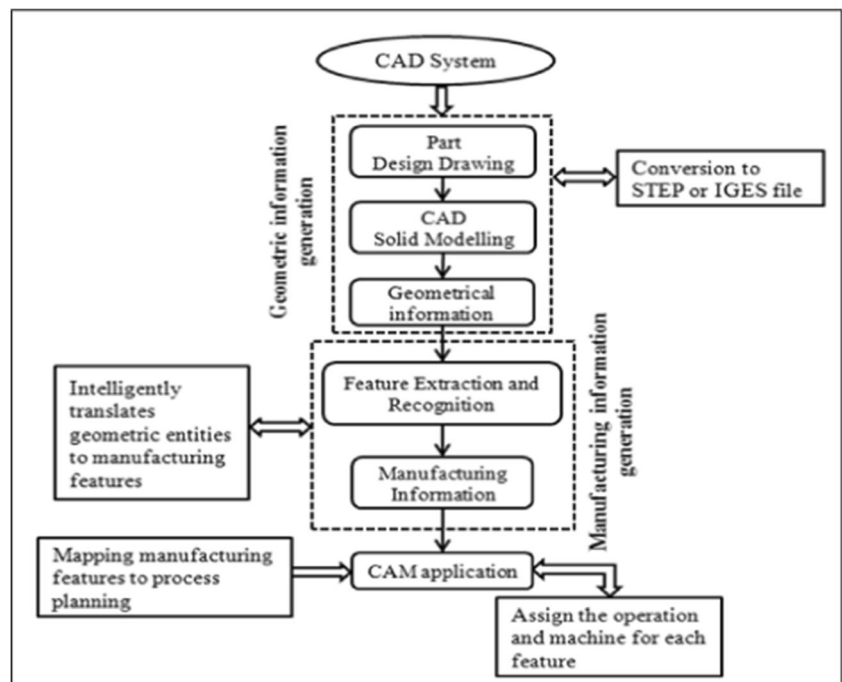 CAD System
Part
Design Drawing
Conversion to
STEP or IGES file
CAD
Solid Modelling
Geometric information
generation
Geometrical
information
Intelligently
translates
geometric entities
to manufacturing
features
Feature Extraction and
Recognition
Manufacturing information
generation
Manufacturing
Information
Mapping manufacturing
features to process
planning
CAM application
Assign the operation
and machine for each
feature